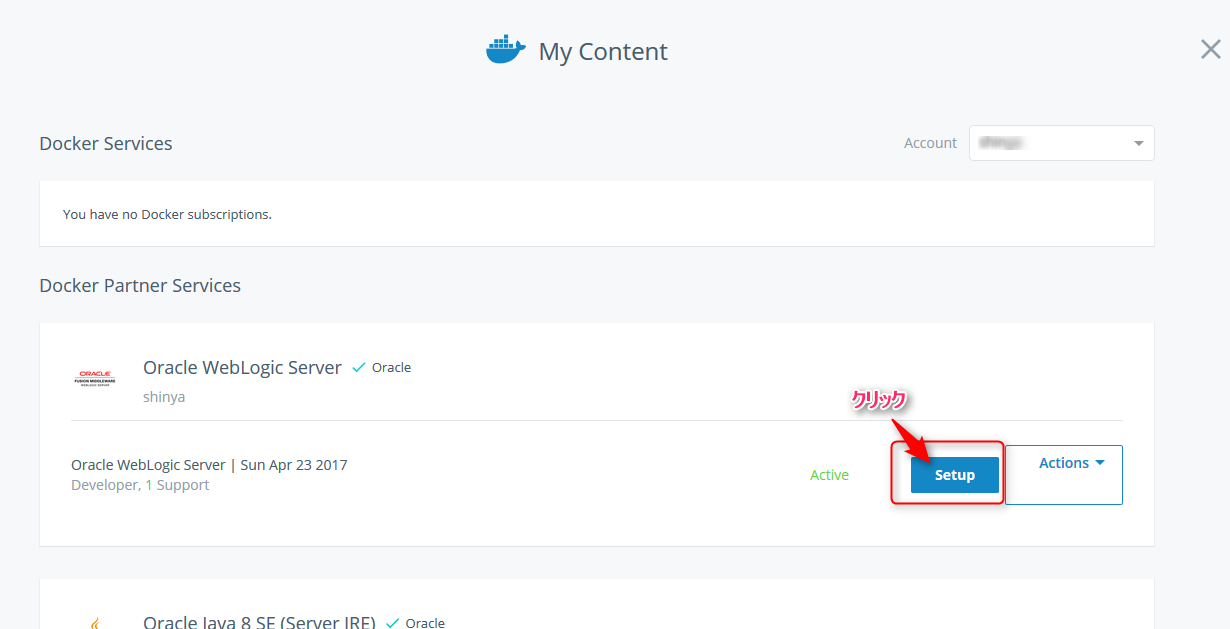 My Content
Docker Services
Account
You have no Docker subscriptions.
Docker Partner Services
ORACLE
FUSION MIDDLEWARE
WEBLOGIC SERVER
Oracle WebLogic Server Oracle
shinya
クリック
Oracle WebLogic Server | Sun Apr 23 2017
Developer, 1 Support
Active
Setup
Actions
Oracle Java 8 SE (Server JRE) Oracle